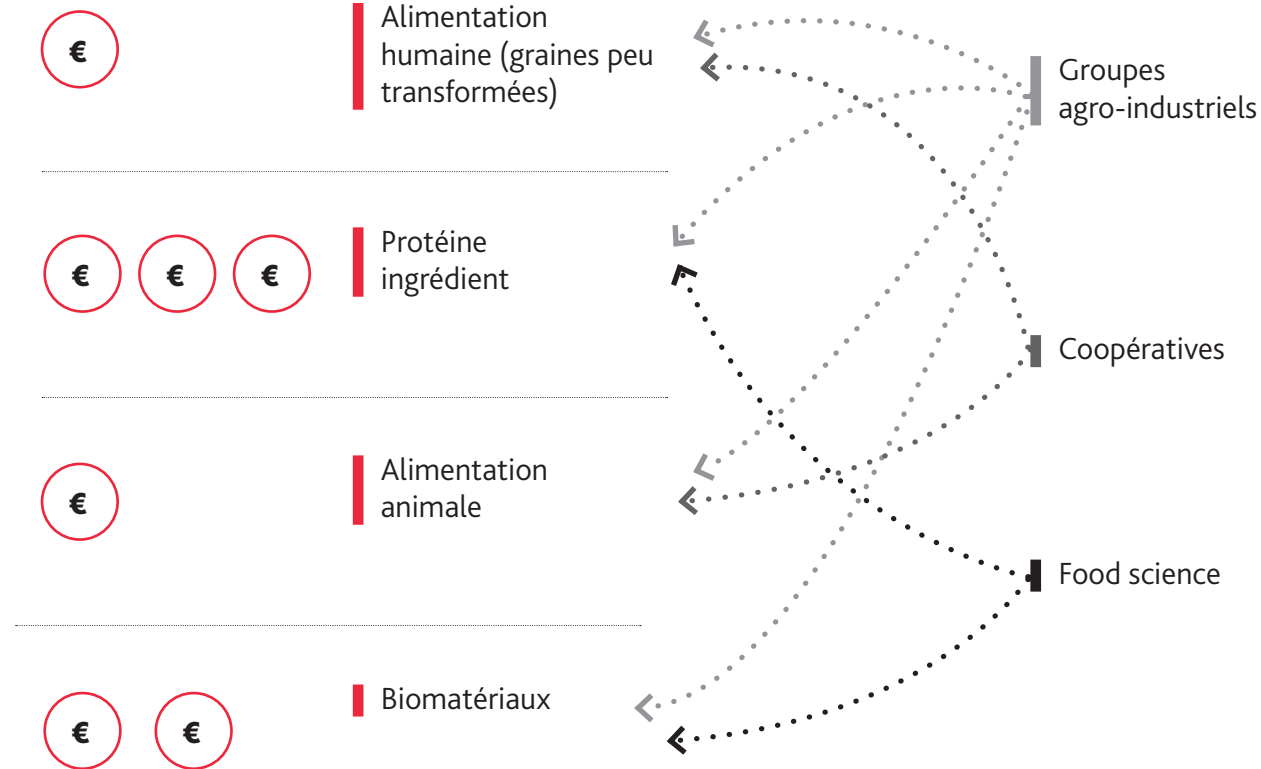 €
Alimentation
humaine (graines peu
transformées)
Groupes
agro-industriels
€ € €
Protéine
ingrédient
Coopératives
€
Alimentation
animale
Food science
€ €
Biomatériaux